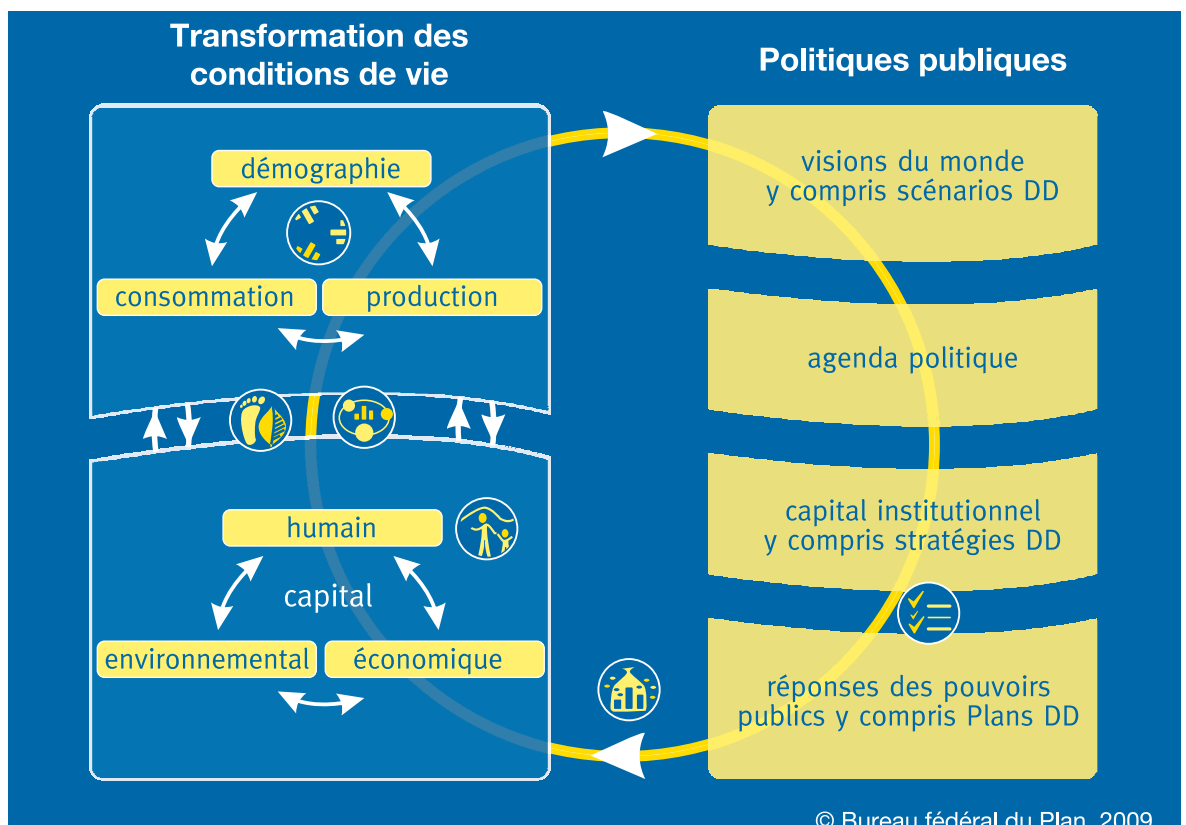 Transformation des
conditions de vie
démographie
consommation
production
humain
capital
environnemental
économique
Politiques publiques
visions du monde
y compris scénarios DD
agenda politique
capital institutionnel
y compris stratégies DD
réponses des pouvoirs
publics y compris Plans DD
© Bureau fédéral du Plan, 2009